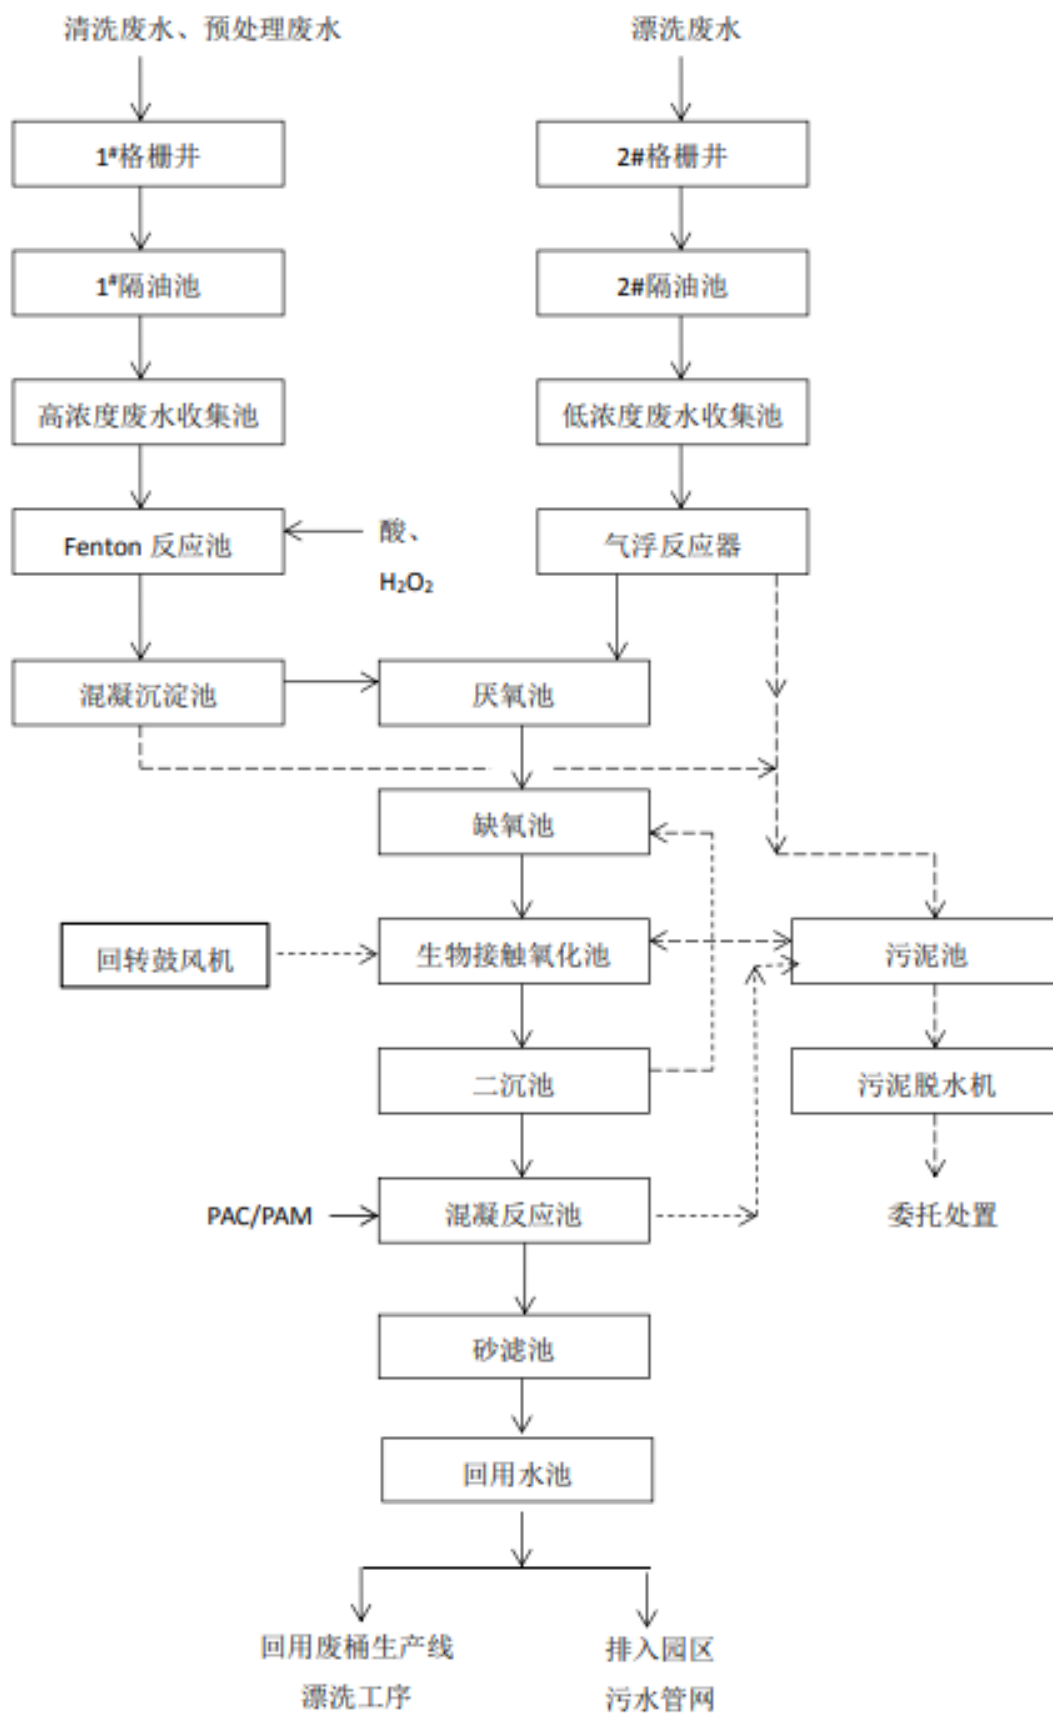 清洗废水、预处理废水
漂洗废水
1#格栅井
2#格栅井
1#隔油池
2#隔油池
高浓度废水收集池
低浓度废水收集池
Fenton 反应池
酸、
H₂O₂
气浮反应器
混凝沉淀池
厌氧池
缺氧池
回转鼓风机
生物接触氧化池
污泥池
二沉池
污泥脱水机
PAC/PAM
混凝反应池
委托处置
砂滤池
回用水池
回用废桶生产线
漂洗工序
排入园区
污水管网